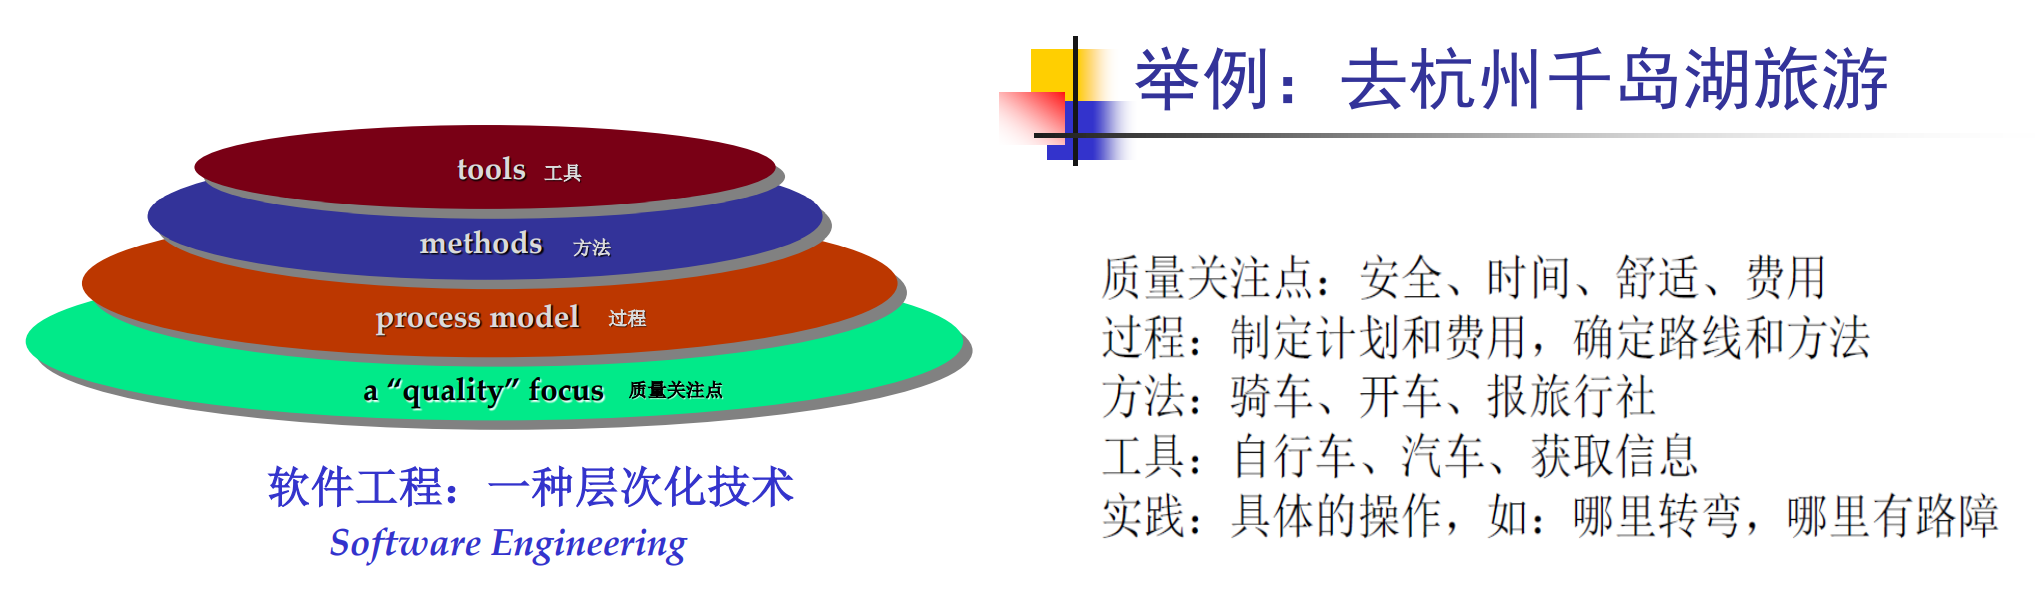 tools 工具
methods 方法
process model 过程
a “quality” focus 质量关注点
软件工程：一种层次化技术
Software Engineering
举例：去杭州千岛湖旅游
质量关注点：安全、时间、舒适、费用
过程：制定计划和费用，确定路线和方法
方法：骑车、开车、报旅行社
工具：自行车、汽车、获取信息
实践：具体的操作，如：哪里转弯，哪里有路障